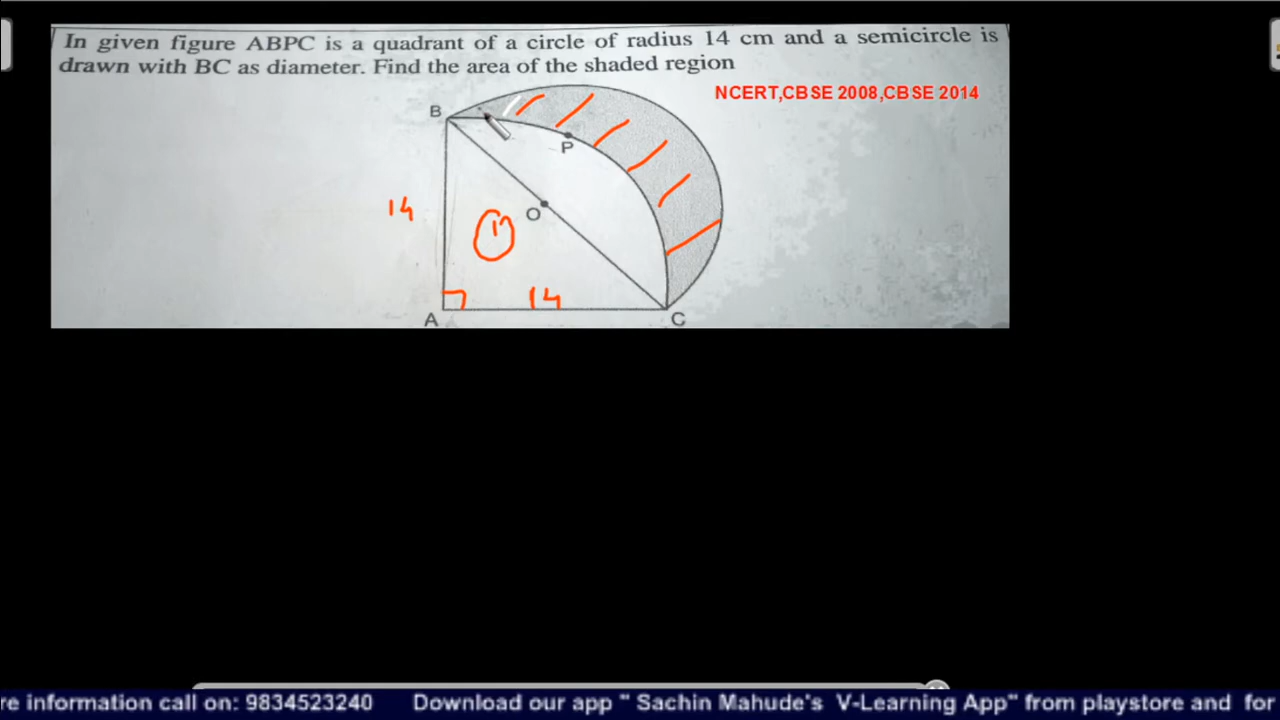 In given figure ABPC is a quadrant of a circle of radius 14 cm and a semicircle is
drawn with BC as diameter. Find the area of the shaded region
NCERT,CBSE 2008,CBSE 2014
B
P
14
O
1
14
A
C
re information call on: 9834523240 Download our app " Sachin Mahude's V-Learning App" from playstore and for